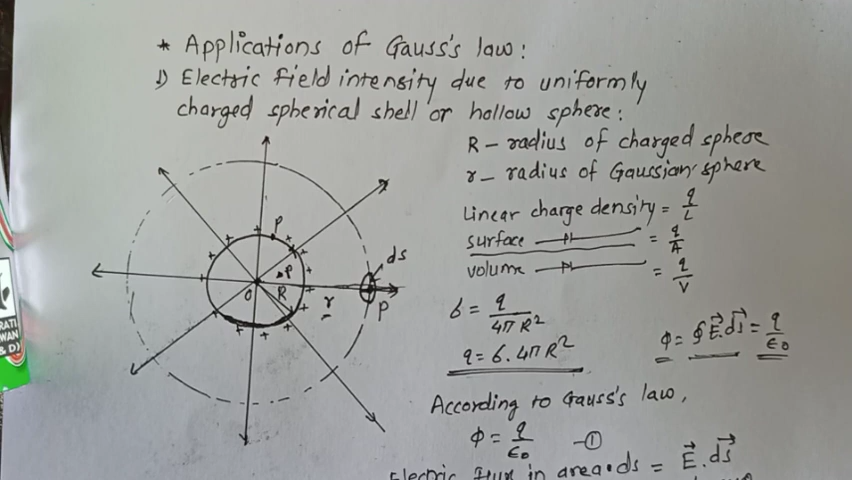 * Applications of Gauss's law:
1) Electric field intensity due to uniformly
charged spherical shell or hollow sphere:
R - radius of charged sphere
r - radius of Gaussian sphere
Linear charge density = q/L
surface —〃— = q/A
volume —〃— = q/V
P
P
O
R
r
ds
P
σ = q/4πR²
q = σ.4πR²
φ = ∮E⃗.ds⃗ = q/ε₀
According to Gauss's law,
φ = q/ε₀ —①
Electric flux in area ds = E⃗.ds⃗
RATI
WAN
& D)